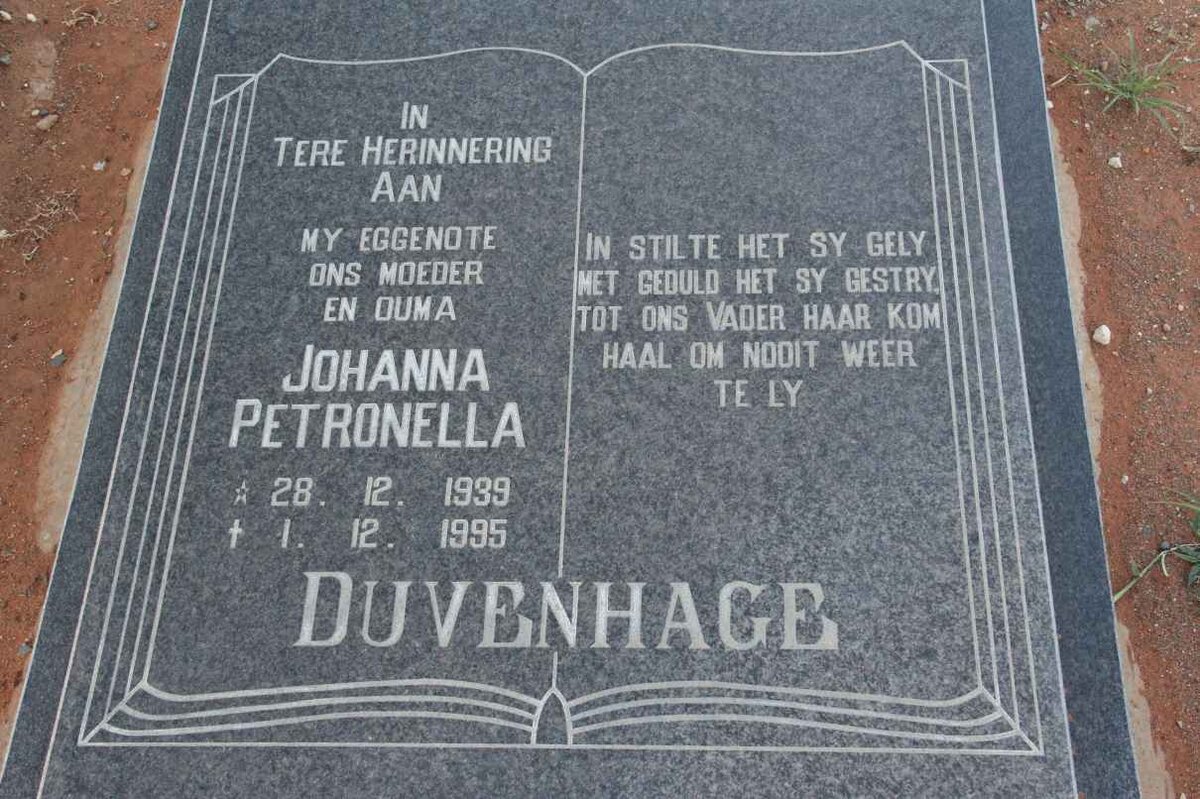 IN
TERE HERINNERING
AAN
MY EGGENOTE
ONS MOEDER
EN OUMA
JOHANNA
PETRONELLA
☆ 28. 12. 1939
✝ 1. 12. 1995
IN STILTE HET SY GELY
MET GEDULD HET SY GESTRY,
TOT ONS VADER HAAR KOM
HAAL OM NOOIT WEER
TE LY
DUVENHAGE